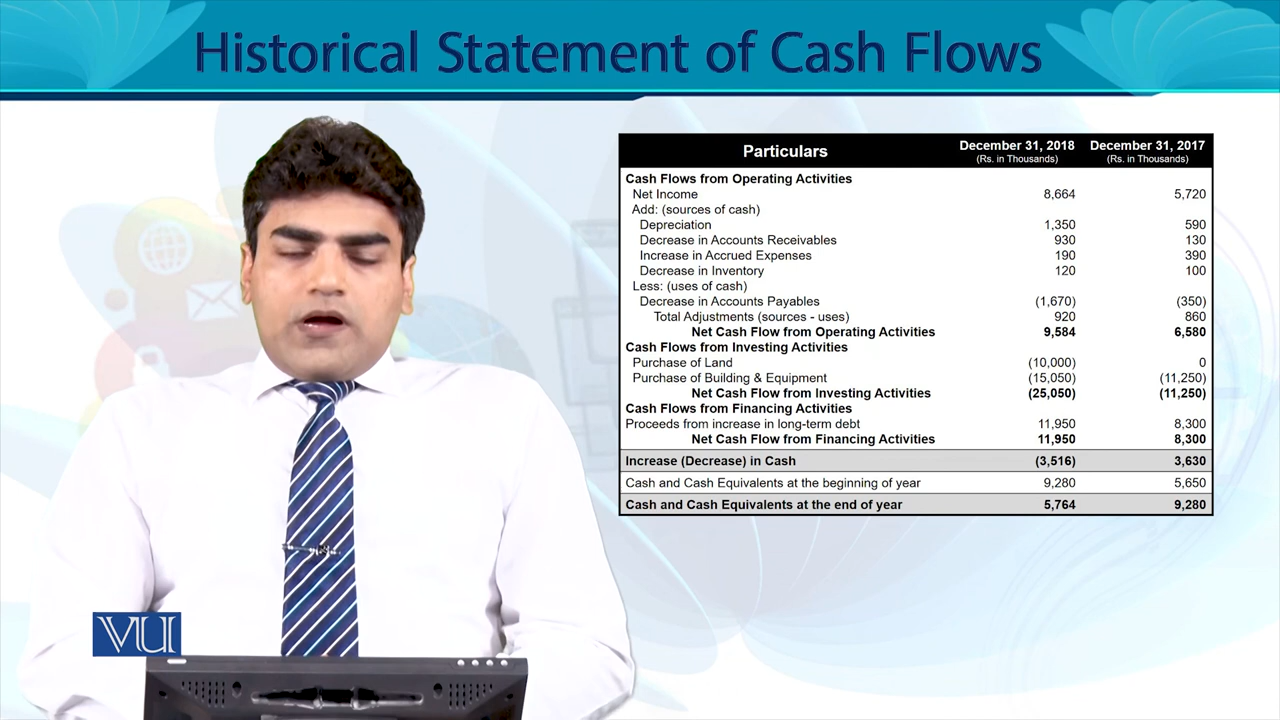 Historical Statement of Cash Flows
Particulars December 31, 2018 December 31, 2017
(Rs. in Thousands) (Rs. in Thousands)
Cash Flows from Operating Activities
Net Income 8,664 5,720
Add: (sources of cash)
Depreciation 1,350 590
Decrease in Accounts Receivables 930 130
Increase in Accrued Expenses 190 390
Decrease in Inventory 120 100
Less: (uses of cash)
Decrease in Accounts Payables (1,670) (350)
Total Adjustments (sources - uses) 920 860
Net Cash Flow from Operating Activities 9,584 6,580
Cash Flows from Investing Activities
Purchase of Land (10,000) 0
Purchase of Building & Equipment (15,050) (11,250)
Net Cash Flow from Investing Activities (25,050) (11,250)
Cash Flows from Financing Activities
Proceeds from increase in long-term debt 11,950 8,300
Net Cash Flow from Financing Activities 11,950 8,300
Increase (Decrease) in Cash (3,516) 3,630
Cash and Cash Equivalents at the beginning of year 9,280 5,650
Cash and Cash Equivalents at the end of year 5,764 9,280
VU